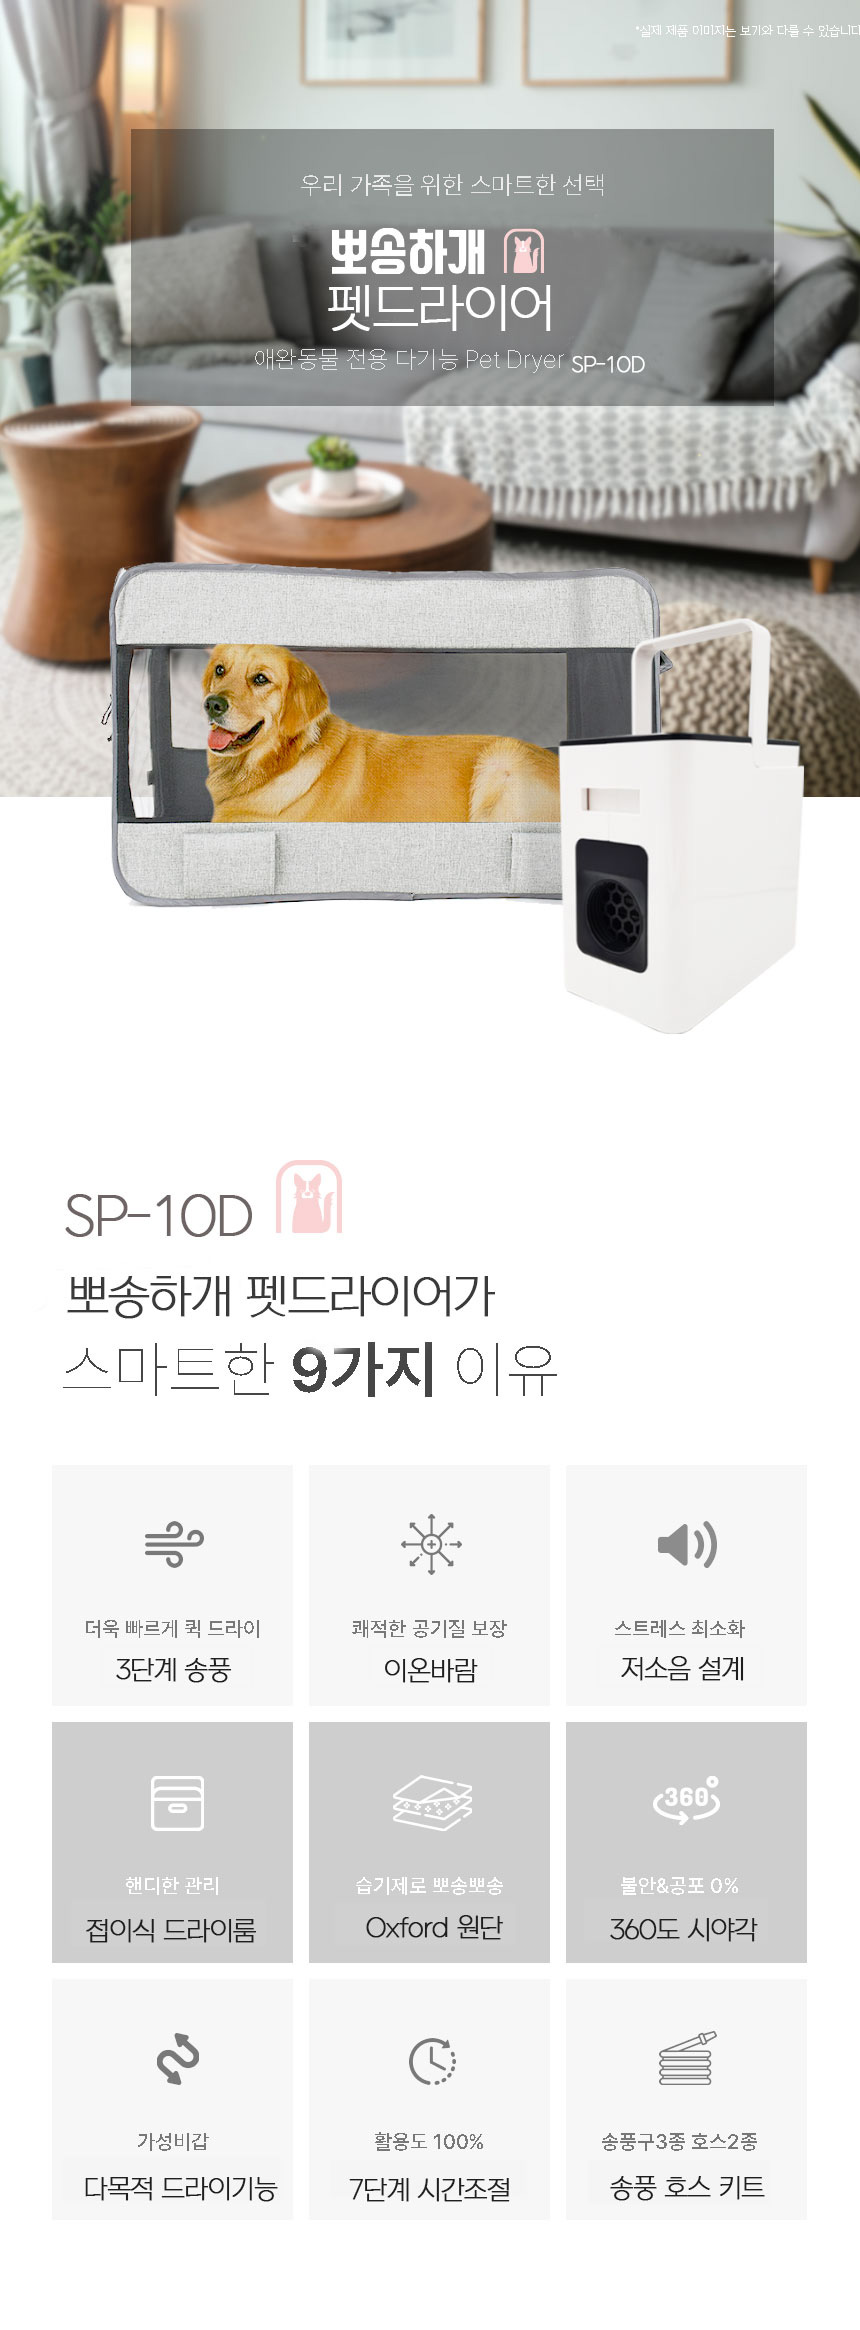 *실제 제품 이미지는 보기와 다를 수 있습니다
우리 가족을 위한 스마트한 선택
뽀송하개
펫드라이어
애완동물 전용 다기능 Pet Dryer SP-10D
SP-10D
뽀송하개 펫드라이어가
스마트한 9가지 이유
더욱 빠르게 퀵 드라이
3단계 송풍
쾌적한 공기질 보장
이온바람
스트레스 최소화
저소음 설계
핸디한 관리
접이식 드라이룸
습기제로 뽀송뽀송
Oxford 원단
360°
불안&공포 0%
360도 시야각
가성비갑
다목적 드라이기능
활용도 100%
7단계 시간조절
송풍구3종 호스2종
송풍 호스 키트